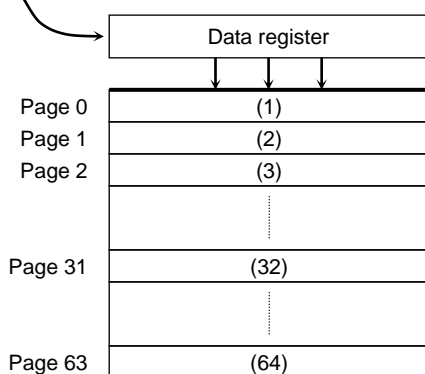 Data register
Page 0 (1)
Page 1 (2)
Page 2 (3)
Page 31 (32)
Page 63 (64)